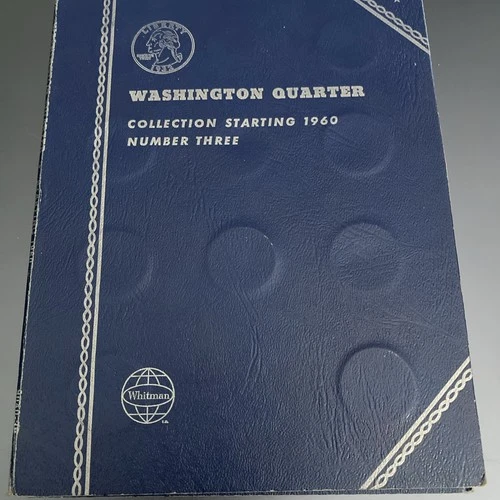 LIBERTY
WASHINGTON QUARTER
COLLECTION STARTING 1960
NUMBER THREE
Whitman